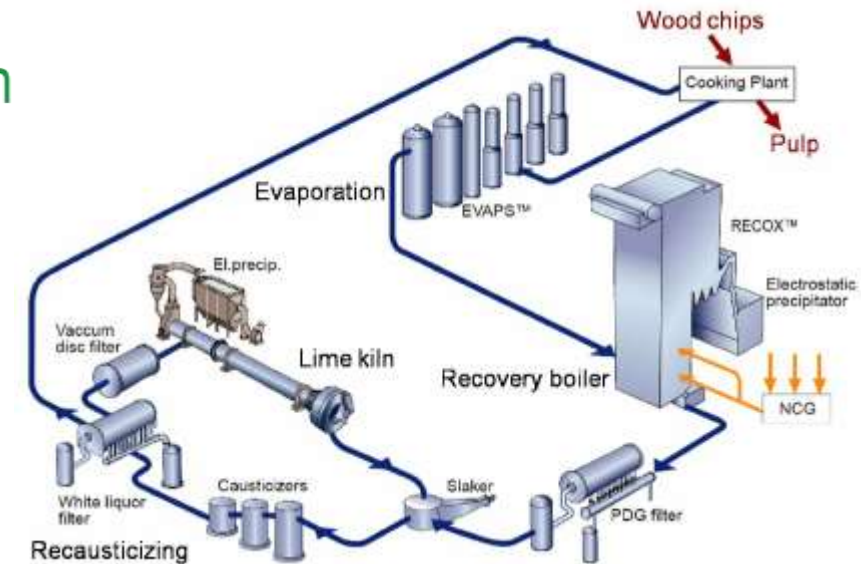 Wood chips
Cooking Plant
Pulp
Evaporation
EVAPS™
RECOX™
El.precip.
Electrostatic
precipitator
Vaccum
disc filter
Lime kiln
Recovery boiler
NCG
Causticizers
Slaker
White liquor
filter
PDG filter
Recausticizing